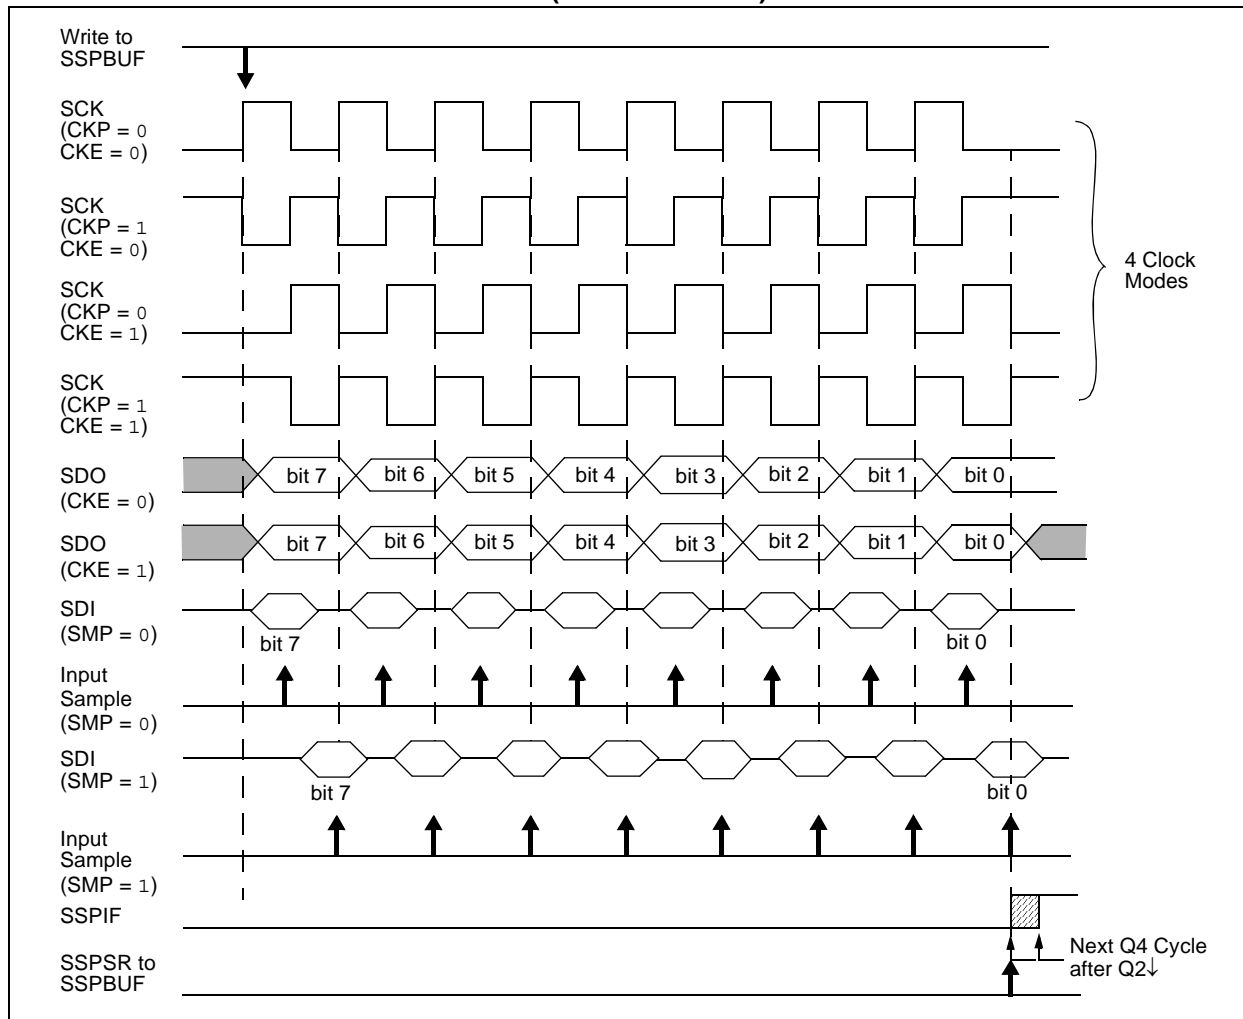 Write to
SSPBUF
SCK
(CKP = 0
CKE = 0)
SCK
(CKP = 1
CKE = 0)
SCK
(CKP = 0
CKE = 1)
SCK
(CKP = 1
CKE = 1)
4 Clock
Modes
SDO
(CKE = 0)
bit 7 bit 6 bit 5 bit 4 bit 3 bit 2 bit 1 bit 0
SDO
(CKE = 1)
bit 7 bit 6 bit 5 bit 4 bit 3 bit 2 bit 1 bit 0
SDI
(SMP = 0)
bit 7 bit 0
Input
Sample
(SMP = 0)
SDI
(SMP = 1)
bit 7 bit 0
Input
Sample
(SMP = 1)
SSPIF
Next Q4 Cycle
after Q2↓
SSPSR to
SSPBUF